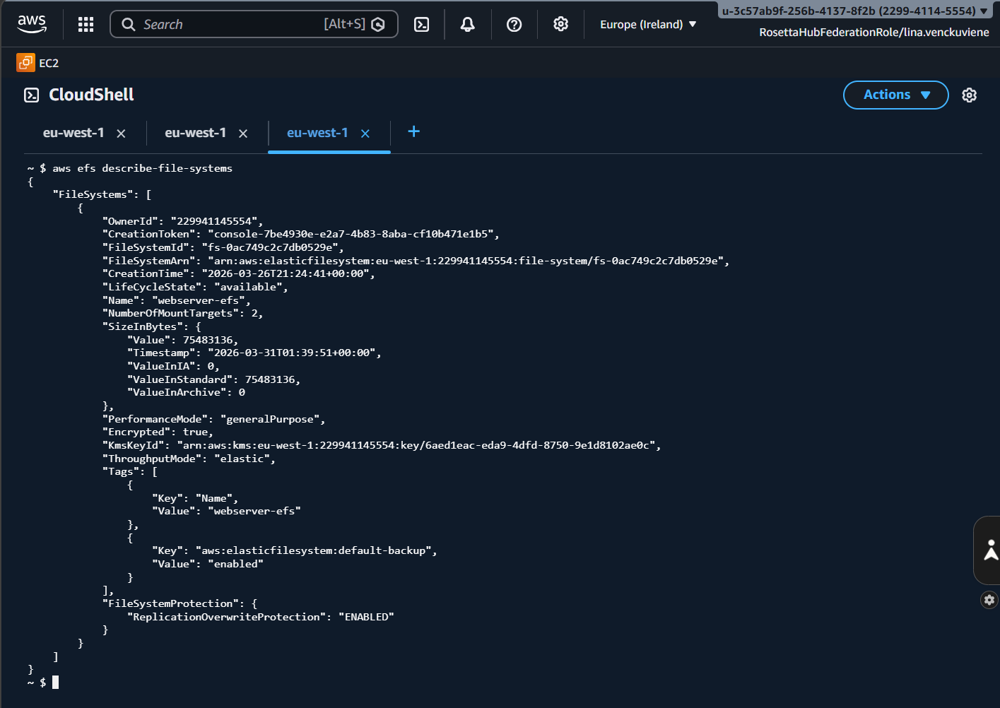 aws
Search [Alt+S]
Europe (Ireland)
u-3c57ab9f-256b-4137-8f2b (2299-4114-5554)
RosettaHubFederationRole/lina.venckuviene
EC2
CloudShell
Actions
eu-west-1 eu-west-1 eu-west-1
~ $ aws efs describe-file-systems
{
    "FileSystems": [
        {
            "OwnerId": "229941145554",
            "CreationToken": "console-7be4930e-e2a7-4b83-8aba-cf10b471e1b5",
            "FileSystemId": "fs-0ac749c2c7db0529e",
            "FileSystemArn": "arn:aws:elasticfilesystem:eu-west-1:229941145554:file-system/fs-0ac749c2c7db0529e",
            "CreationTime": "2026-03-26T21:24:41+00:00",
            "LifeCycleState": "available",
            "Name": "webserver-efs",
            "NumberOfMountTargets": 2,
            "SizeInBytes": {
                "Value": 75483136,
                "Timestamp": "2026-03-31T01:39:51+00:00",
                "ValueInIA": 0,
                "ValueInStandard": 75483136,
                "ValueInArchive": 0
            },
            "PerformanceMode": "generalPurpose",
            "Encrypted": true,
            "KmsKeyId": "arn:aws:kms:eu-west-1:229941145554:key/6aed1eac-eda9-4dfd-8750-9e1d8102ae0c",
            "ThroughputMode": "elastic",
            "Tags": [
                {
                    "Key": "Name",
                    "Value": "webserver-efs"
                },
                {
                    "Key": "aws:elasticfilesystem:default-backup",
                    "Value": "enabled"
                }
            ],
            "FileSystemProtection": {
                "ReplicationOverwriteProtection": "ENABLED"
            }
        }
    ]
}
~ $